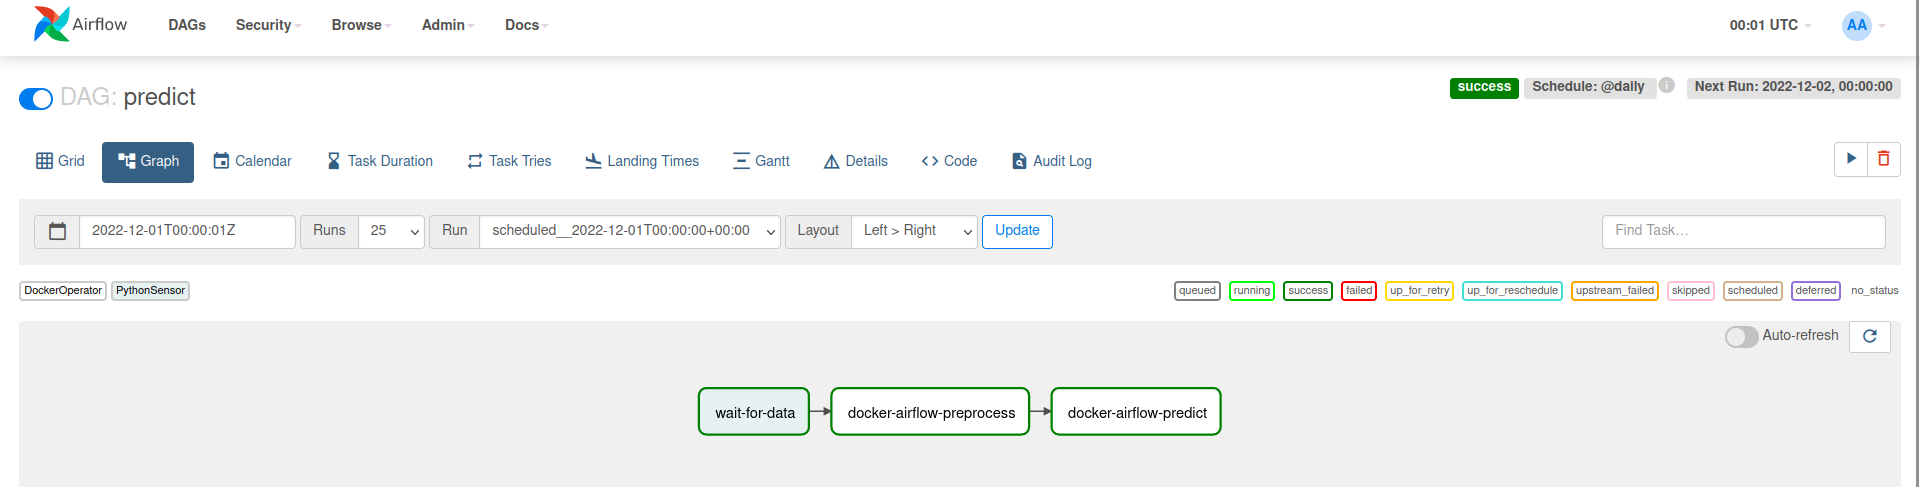 Airflow DAGs Security Browse Admin Docs 00:01 UTC AA
DAG: predict success Schedule: @daily i Next Run: 2022-12-02, 00:00:00
Grid Graph Calendar Task Duration Task Tries Landing Times Gantt Details Code Audit Log
2022-12-01T00:00:01Z Runs 25 Run scheduled__2022-12-01T00:00:00+00:00 Layout Left > Right Update Find Task...
DockerOperator PythonSensor queued running success failed up_for_retry up_for_reschedule upstream_failed skipped scheduled deferred no_status
Auto-refresh
wait-for-data docker-airflow-preprocess docker-airflow-predict